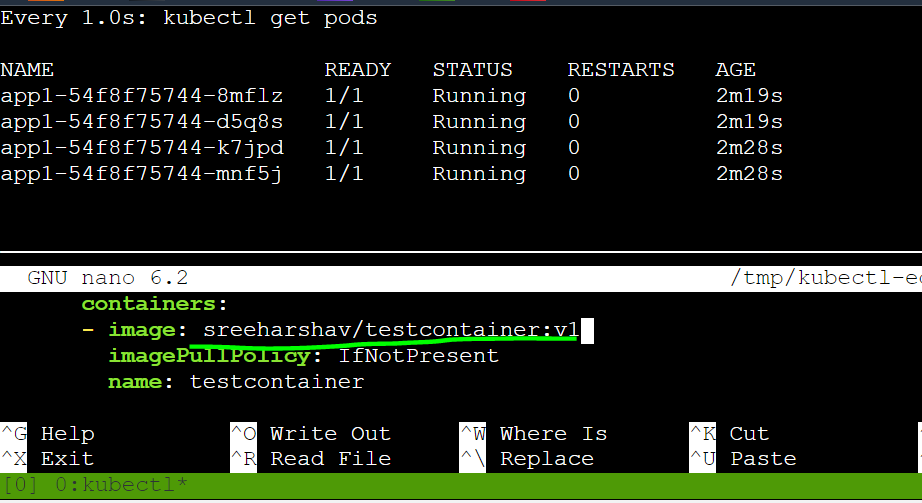 Every 1.0s: kubectl get pods
NAME READY STATUS RESTARTS AGE
app1-54f8f75744-8mflz 1/1 Running 0 2m19s
app1-54f8f75744-d5q8s 1/1 Running 0 2m19s
app1-54f8f75744-k7jpd 1/1 Running 0 2m28s
app1-54f8f75744-mnf5j 1/1 Running 0 2m28s
GNU nano 6.2 /tmp/kubectl-ed
containers:
- image: sreeharshav/testcontainer:v1
imagePullPolicy: IfNotPresent
name: testcontainer
^G Help ^O Write Out ^W Where Is ^K Cut
^X Exit ^R Read File ^\ Replace ^U Paste
[0] 0:kubectl*